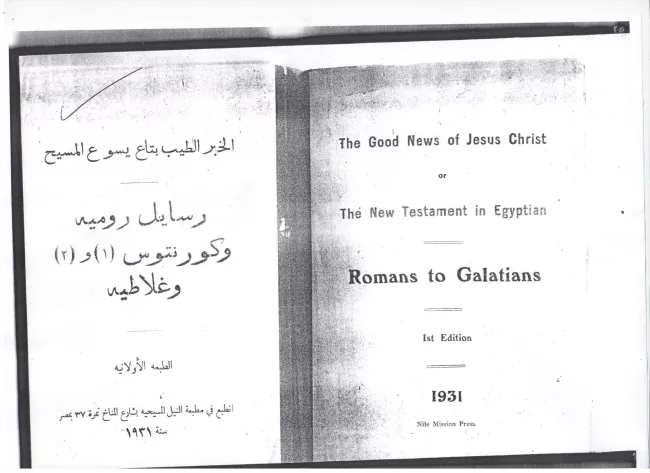 الخبر الطيب بتاع يسوع المسيح
رسايل روميه
وكورنتوس (١) و (٢)
وغلاطيه
الطبعه الأولانيه
انطبع في مطبعة النيل المسيحيه بشارع المناخ نمرة ٣٧ بمصر
سنة ١٩٣١
The Good News of Jesus Christ
or
The New Testament in Egyptian
Romans to Galatians
1st Edition
1931
Nile Mission Press.